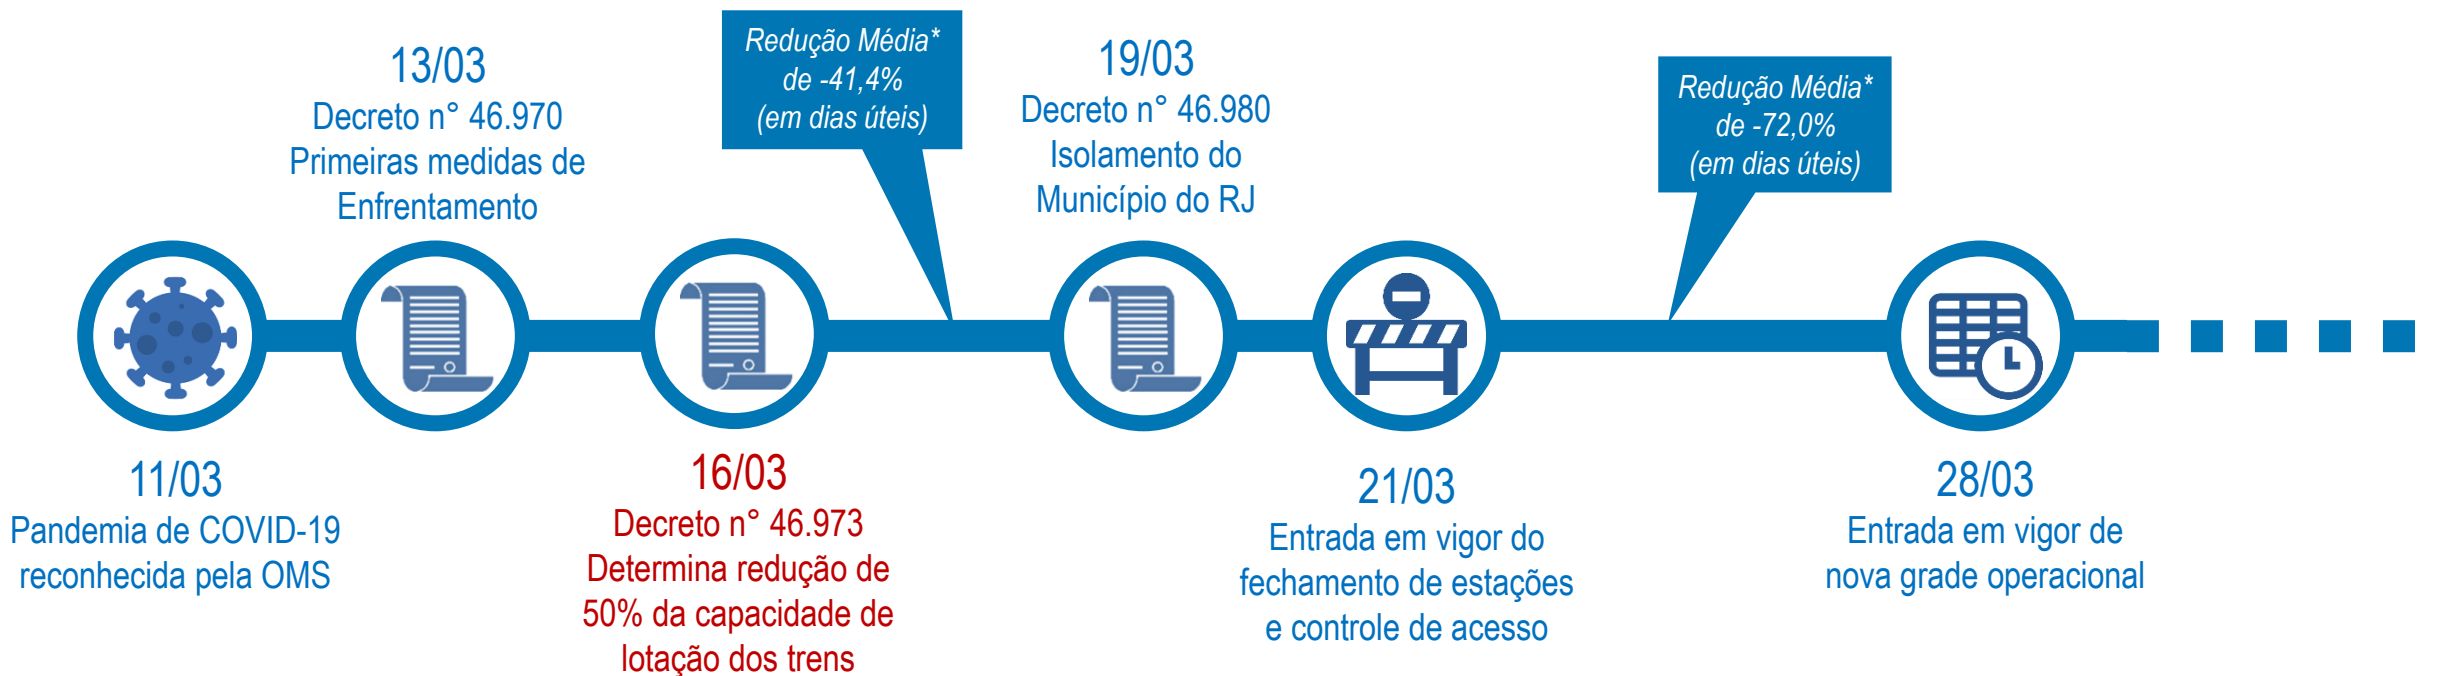 13/03
Decreto n° 46.970
Primeiras medidas de
Enfrentamento
Redução Média*
de -41,4%
(em dias úteis)
19/03
Decreto n° 46.980
Isolamento do
Município do RJ
Redução Média*
de -72,0%
(em dias úteis)
11/03
Pandemia de COVID-19
reconhecida pela OMS
16/03
Decreto n° 46.973
Determina redução de
50% da capacidade de
lotação dos trens
21/03
Entrada em vigor do
fechamento de estações
e controle de acesso
28/03
Entrada em vigor de
nova grade operacional